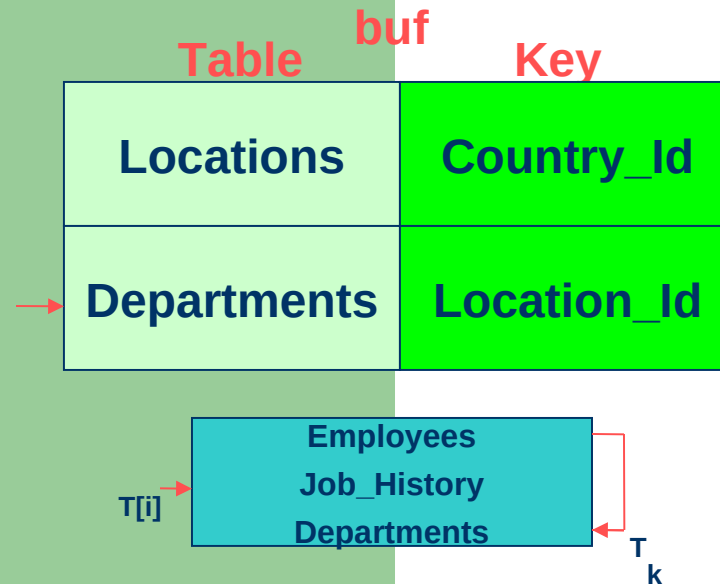 buf
Table Key
Locations Country_Id
Departments Location_Id
Employees
Job_History
T[i]
Departments
T
k